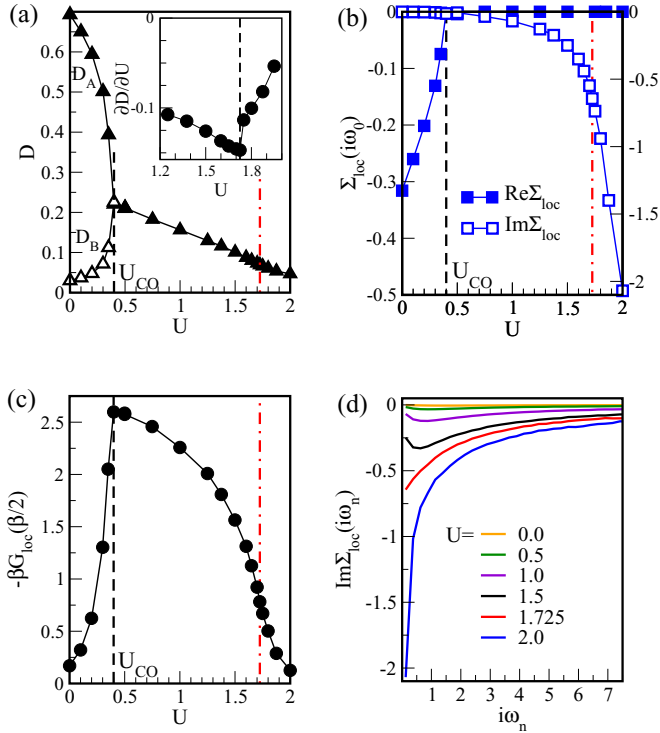 (a)
0.6
0.5
0.4
0.3
0.2
0.1
0
D
D_A
D_B
U_CO
0
0.5
1
1.5
2
U
0
-0.1
∂D/∂U
1.2
1.5
1.8
U
(b)
-0
-0.1
-0.2
-0.3
-0.4
-0.5
Σ_loc(iω_0)
0
-0.5
-1
-1.5
-2
ReΣ_loc
ImΣ_loc
U_CO
0
0.5
1
1.5
2
U
(c)
2.5
2
1.5
1
0.5
0
-βG_loc(β/2)
U_CO
0
0.5
1
1.5
2
U
(d)
0
-0.5
-1
-1.5
-2
ImΣ_loc(iω_n)
U=
0.0
0.5
1.0
1.5
1.725
2.0
1
2
3
4
5
6
7
iω_n